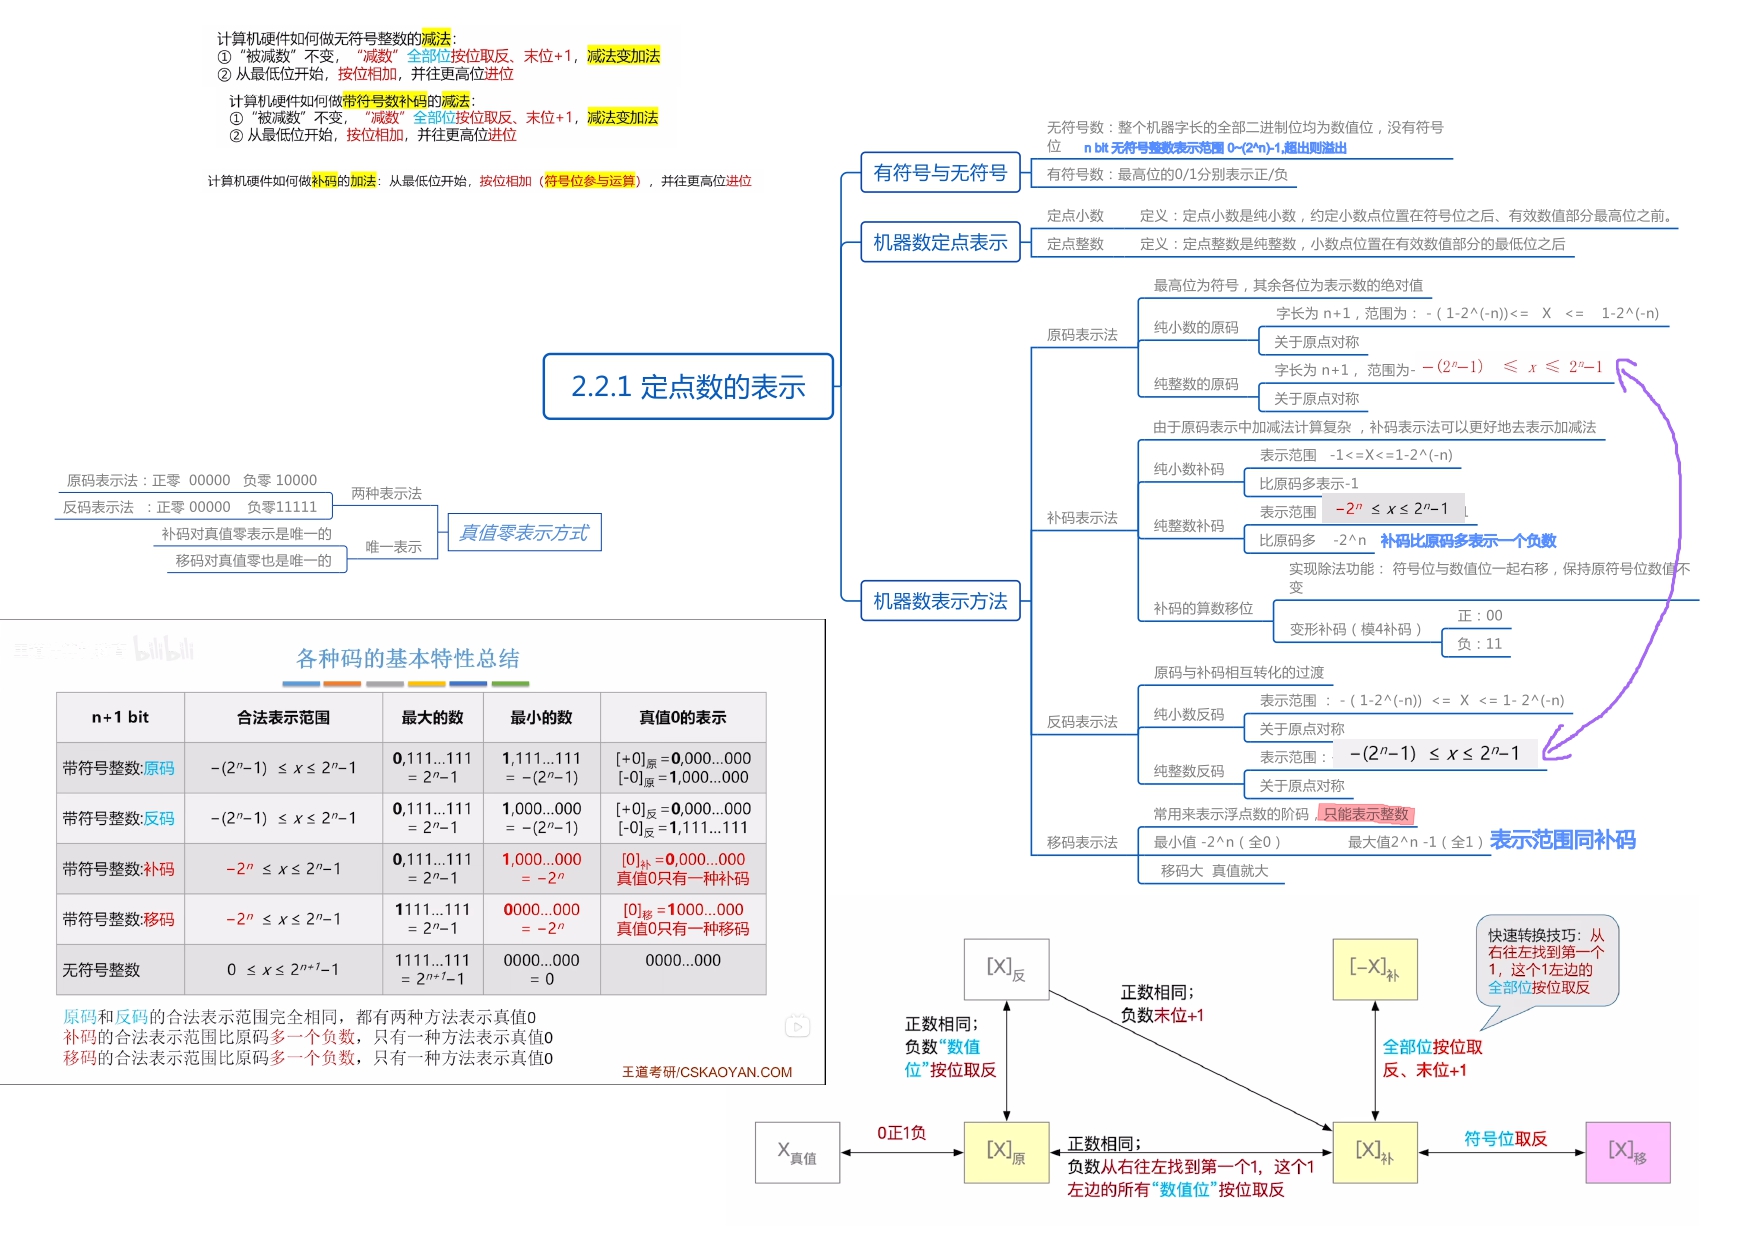 计算机硬件如何做无符号整数的减法：
①“被减数”不变，“减数”全部位按位取反、末位+1，减法变加法
② 从最低位开始，按位相加，并往更高位进位
计算机硬件如何做带符号数补码的减法：
①“被减数”不变，“减数”全部位按位取反、末位+1，减法变加法
② 从最低位开始，按位相加，并往更高位进位
计算机硬件如何做补码的加法：从最低位开始，按位相加（符号位参与运算），并往更高位进位
2.2.1 定点数的表示
有符号与无符号
无符号数：整个机器字长的全部二进制位均为数值位，没有符号
位 n bit 无符号整数表示范围 0~(2^n)-1,超出则溢出
有符号数：最高位的0/1分别表示正/负
机器数定点表示
定点小数 定义：定点小数是纯小数，约定小数点位置在符号位之后、有效数值部分最高位之前。
定点整数 定义：定点整数是纯整数，小数点位置在有效数值部分的最低位之后
机器数表示方法
原码表示法
最高位为符号，其余各位为表示数的绝对值
纯小数的原码
字长为 n+1，范围为： - ( 1-2^(-n))<= X <= 1-2^(-n)
关于原点对称
纯整数的原码
字长为 n+1，范围为- −(2ⁿ−1) ≤ x ≤ 2ⁿ−1
关于原点对称
补码表示法
由于原码表示中加减法计算复杂 ，补码表示法可以更好地去表示加减法
纯小数补码
表示范围 -1<=X<=1-2^(-n)
比原码多表示-1
纯整数补码
表示范围 −2ⁿ ≤ x ≤ 2ⁿ−1
比原码多 -2^n 补码比原码多表示一个负数
补码的算数移位
实现除法功能： 符号位与数值位一起右移，保持原符号位数值不
变
变形补码（模4补码）
正：00
负：11
反码表示法
原码与补码相互转化的过渡
纯小数反码
表示范围 ： - ( 1-2^(-n)) <= X <= 1- 2^(-n)
关于原点对称
纯整数反码
表示范围： −(2ⁿ−1) ≤ x ≤ 2ⁿ−1
关于原点对称
移码表示法
常用来表示浮点数的阶码，只能表示整数
最小值 -2^n（全0） 最大值2^n -1（全1） 表示范围同补码
移码大 真值就大
真值零表示方式
两种表示法
原码表示法：正零 00000 负零 10000
反码表示法 ：正零 00000 负零11111
唯一表示
补码对真值零表示是唯一的
移码对真值零也是唯一的
bilibili
各种码的基本特性总结
n+1 bit 合法表示范围 最大的数 最小的数 真值0的表示
带符号整数:原码 −(2ⁿ−1) ≤ x ≤ 2ⁿ−1 0,111...111 = 2ⁿ−1 1,111...111 = −(2ⁿ−1) [+0]原=0,000...000 [-0]原=1,000...000
带符号整数:反码 −(2ⁿ−1) ≤ x ≤ 2ⁿ−1 0,111...111 = 2ⁿ−1 1,000...000 = −(2ⁿ−1) [+0]反=0,000...000 [-0]反=1,111...111
带符号整数:补码 −2ⁿ ≤ x ≤ 2ⁿ−1 0,111...111 = 2ⁿ−1 1,000...000 = −2ⁿ [0]补=0,000...000 真值0只有一种补码
带符号整数:移码 −2ⁿ ≤ x ≤ 2ⁿ−1 1111...111 = 2ⁿ−1 0000...000 = −2ⁿ [0]移=1000...000 真值0只有一种移码
无符号整数 0 ≤ x ≤ 2ⁿ⁺¹−1 1111...111 = 2ⁿ⁺¹−1 0000...000 = 0 0000...000
原码和反码的合法表示范围完全相同，都有两种方法表示真值0
补码的合法表示范围比原码多一个负数，只有一种方法表示真值0
移码的合法表示范围比原码多一个负数，只有一种方法表示真值0
王道考研/CSKAOYAN.COM
[X]反
[-X]补
快速转换技巧：从
右往左找到第一个
1，这个1左边的
全部位按位取反
正数相同；
负数末位+1
正数相同；
负数“数值
位”按位取反
全部位按位取
反、末位+1
X真值
0正1负
[X]原
正数相同；
负数从右往左找到第一个1，这个1
左边的所有“数值位”按位取反
[X]补
符号位取反
[X]移